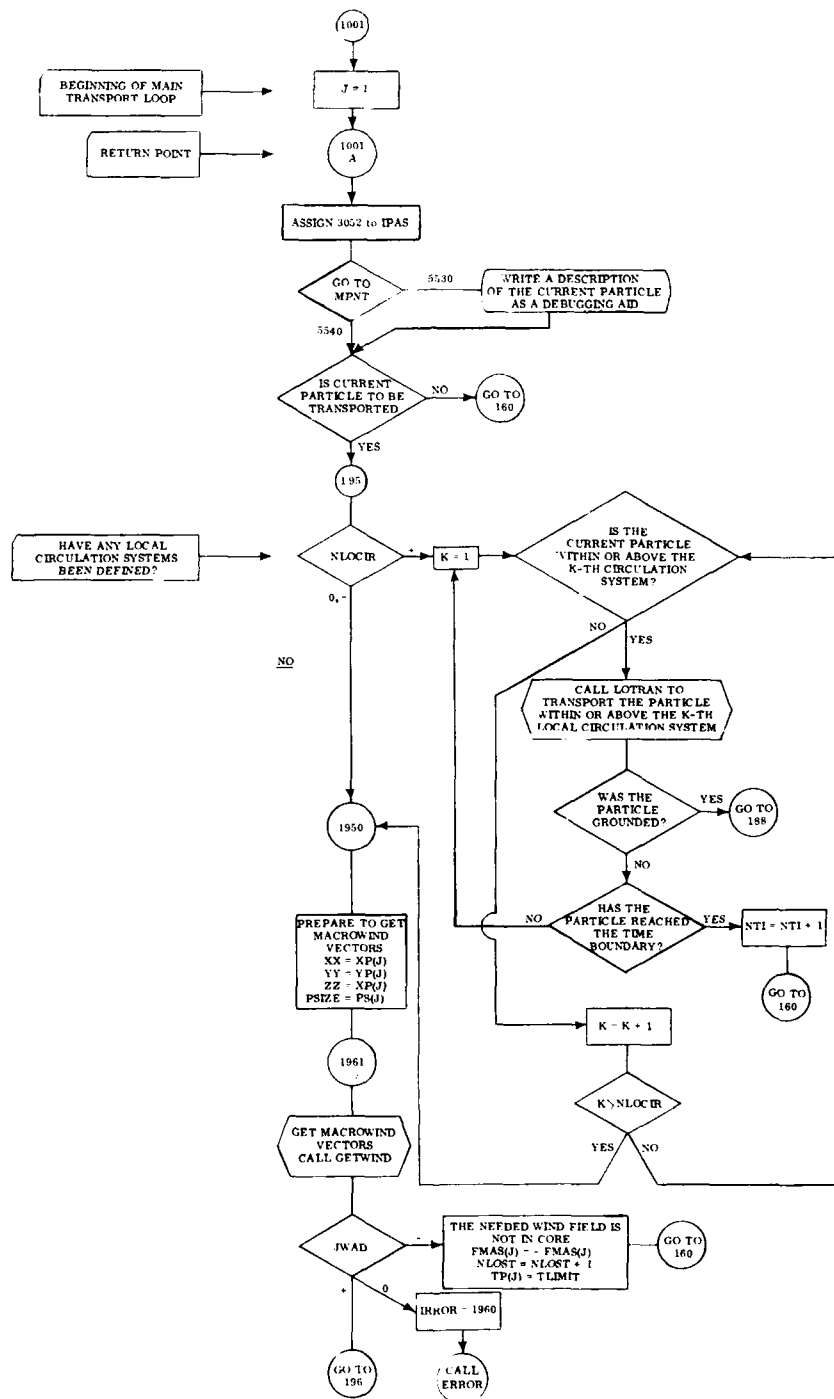 1001
BEGINNING OF MAIN
TRANSPORT LOOP
J = 1
RETURN POINT
1001
A
ASSIGN 3052 to IPAS
GO TO
MPNT
5530
WRITE A DESCRIPTION
OF THE CURRENT PARTICLE
AS A DEBUGGING AID
5540
IS CURRENT
PARTICLE TO BE
TRANSPORTED
NO
GO TO
160
YES
195
HAVE ANY LOCAL
CIRCULATION SYSTEMS
BEEN DEFINED?
NLOCIR
+
K = 1
IS THE
CURRENT PARTICLE
WITHIN OR ABOVE THE
K-TH CIRCULATION
SYSTEM?
0, -
NO
NO
YES
CALL LOTRAN TO
TRANSPORT THE PARTICLE
WITHIN OR ABOVE THE K-TH
LOCAL CIRCULATION SYSTEM
WAS THE
PARTICLE
GROUNDED?
YES
GO TO
188
NO
1950
HAS THE
PARTICLE REACHED
THE TIME
BOUNDARY?
NO
YES
NTI = NTI + 1
GO TO
160
PREPARE TO GET
MACROWIND
VECTORS
XX = XP(J)
YY = YP(J)
ZZ = XP(J)
PSIZE = PS(J)
K = K + 1
1961
K > NLOCIR
YES
NO
GET MACROWIND
VECTORS
CALL GETWIND
JWAD
-
THE NEEDED WIND FIELD IS
NOT IN CORE
FMAS(J) = - FMAS(J)
NLOST = NLOST + 1
TP(J) = TLIMIT
GO TO
160
+
0
IRROR = 1960
GO TO
196
CALL
ERROR